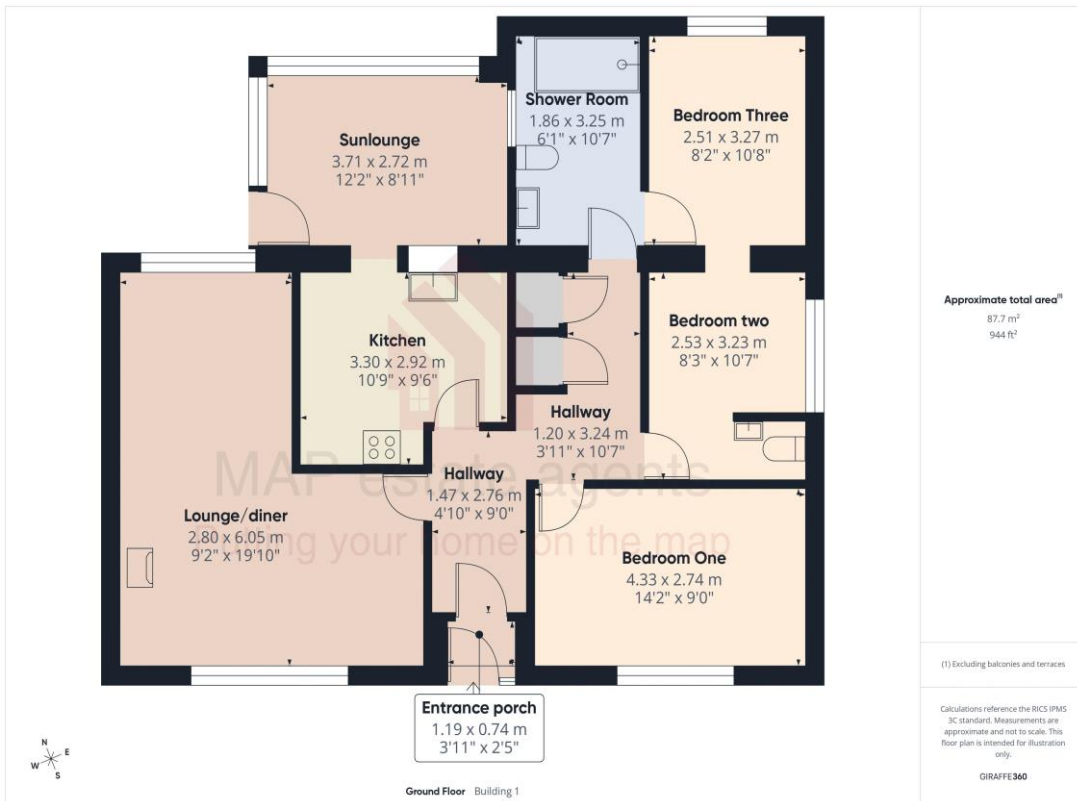 Shower Room
1.86 x 3.25 m
6'1" x 10'7"
Bedroom Three
2.51 x 3.27 m
8'2" x 10'8"
Sunlounge
3.71 x 2.72 m
12'2" x 8'11"
Kitchen
3.30 x 2.92 m
10'9" x 9'6"
Bedroom two
2.53 x 3.23 m
8'3" x 10'7"
Hallway
1.20 x 3.24 m
3'11" x 10'7"
Hallway
1.47 x 2.76 m
4'10" x 9'0"
Lounge/diner
2.80 x 6.05 m
9'2" x 19'10"
Bedroom One
4.33 x 2.74 m
14'2" x 9'0"
MAP estate agents
Putting your home on the map
Entrance porch
1.19 x 0.74 m
3'11" x 2'5"
N
E
W
S
Ground Floor Building 1
Approximate total area(1)
87.7 m²
944 ft²
(1) Excluding balconies and terraces
Calculations reference the RICS IPMS
3C standard. Measurements are
approximate and not to scale. This
floor plan is intended for illustration
only.
GIRAFFE360